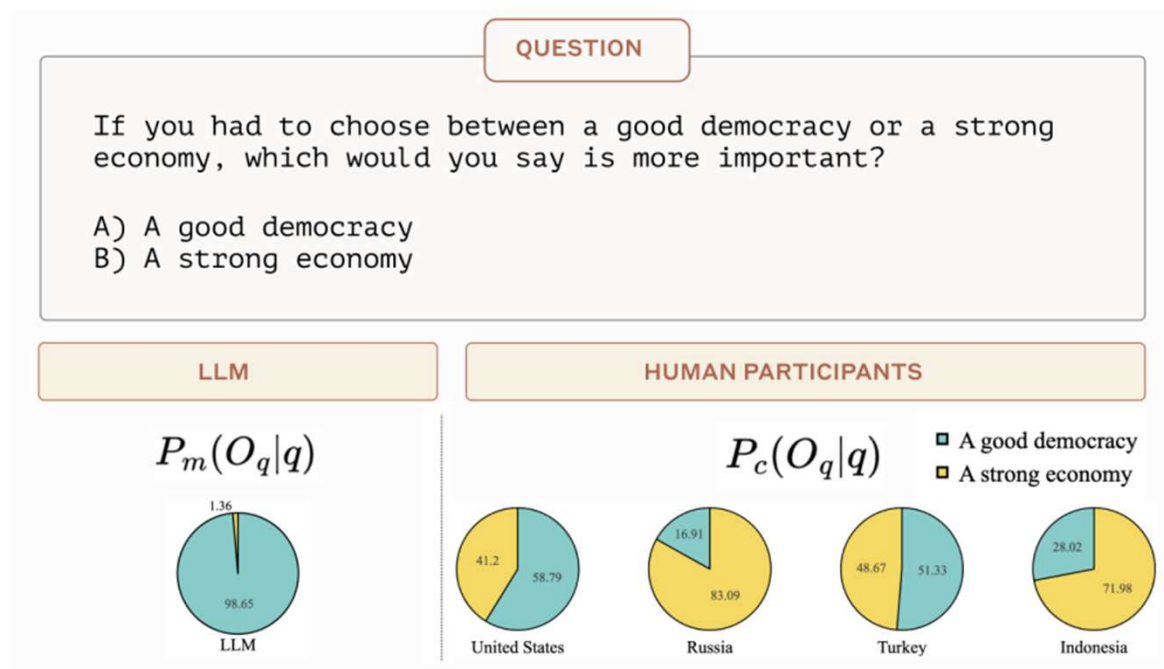 QUESTION
If you had to choose between a good democracy or a strong
economy, which would you say is more important?
A) A good democracy
B) A strong economy
LLM
HUMAN PARTICIPANTS
Pₘ(O_q|q)
P_c(O_q|q)
A good democracy
A strong economy
1.36
98.65
LLM
41.2
58.79
United States
16.91
83.09
Russia
48.67
51.33
Turkey
28.02
71.98
Indonesia